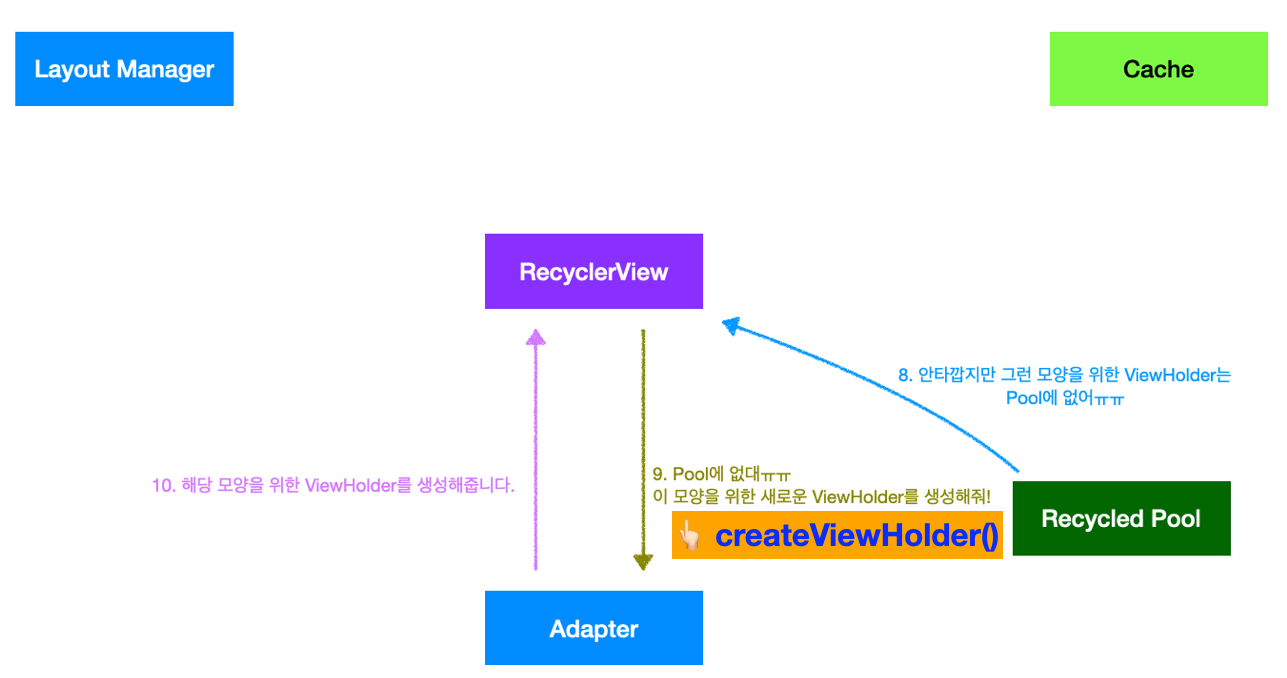 Layout Manager
Cache
RecyclerView
8. 안타깝지만 그런 모양을 위한 ViewHolder는
Pool에 없어ㅠㅠ
9. Pool에 없대ㅠㅠ
10. 해당 모양을 위한 ViewHolder를 생성해줍니다.
이 모양을 위한 새로운 ViewHolder를 생성해줘!
👆🏻 createViewHolder()
Recycled Pool
Adapter